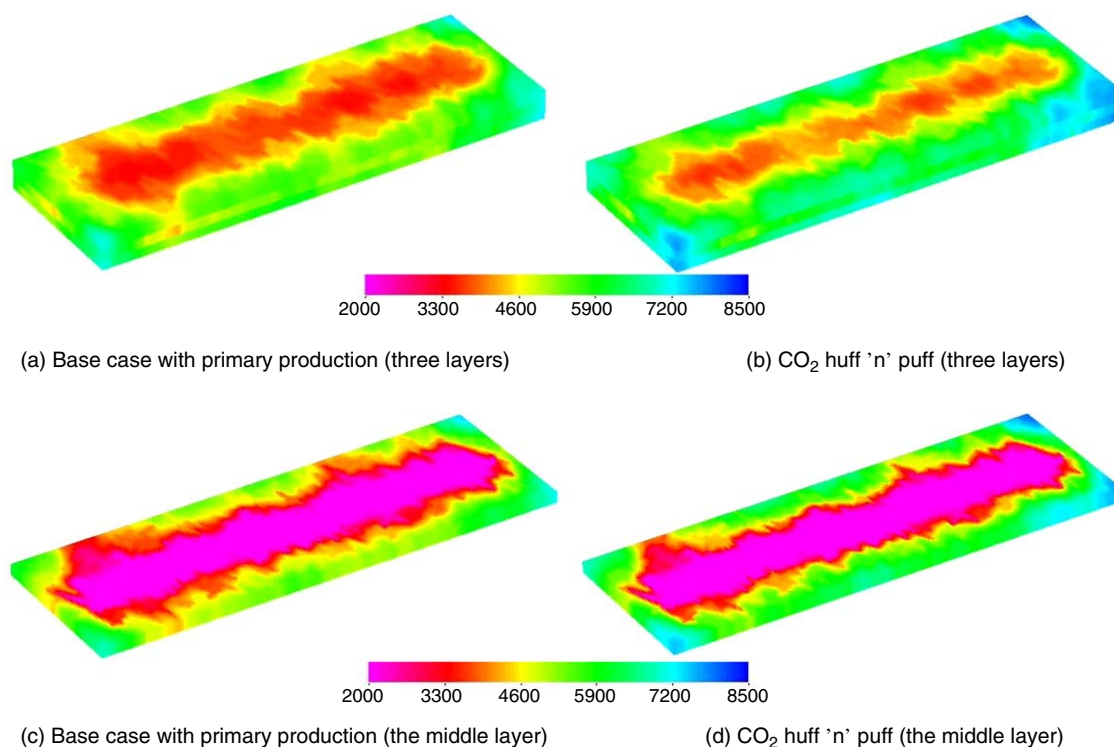 2000 3300 4600 5900 7200 8500
(a) Base case with primary production (three layers)
(b) CO₂ huff ’n’ puff (three layers)
2000 3300 4600 5900 7200 8500
(c) Base case with primary production (the middle layer)
(d) CO₂ huff ’n’ puff (the middle layer)